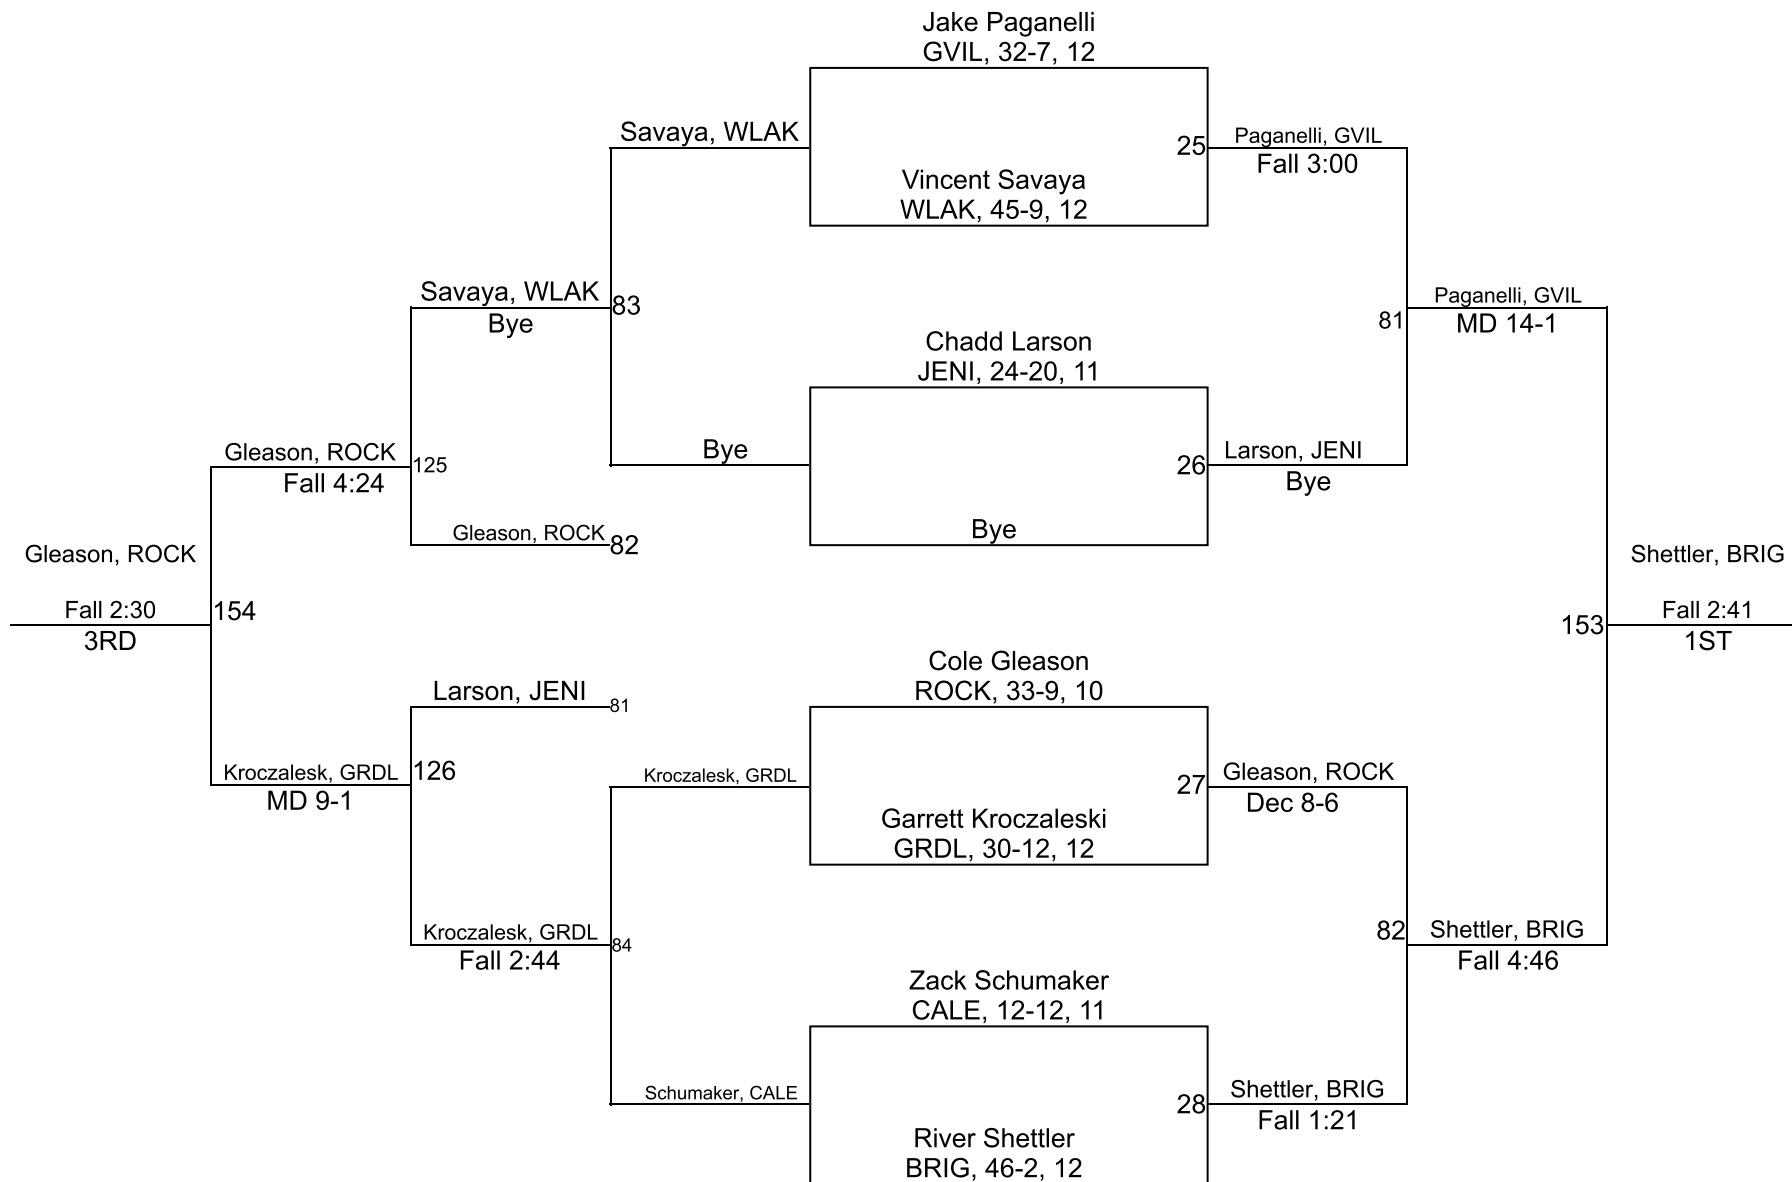 Jake Paganelli
GVIL, 32-7, 12
Savaya, WLAK
25
Paganelli, GVIL
Fall 3:00
Vincent Savaya
WLAK, 45-9, 12
Savaya, WLAK
Bye
83
81
Paganelli, GVIL
MD 14-1
Chadd Larson
JENI, 24-20, 11
Gleason, ROCK
Fall 4:24
125
Bye
26
Larson, JENI
Bye
Gleason, ROCK
82
Bye
Gleason, ROCK
Fall 2:30
3RD
154
Shettler, BRIG
153
Fall 2:41
1ST
Larson, JENI
81
Cole Gleason
ROCK, 33-9, 10
Kroczalesk, GRDL
MD 9-1
126
Kroczalesk, GRDL
27
Gleason, ROCK
Dec 8-6
Garrett Kroczaleski
GRDL, 30-12, 12
Kroczalesk, GRDL
Fall 2:44
84
82
Shettler, BRIG
Fall 4:46
Zack Schumaker
CALE, 12-12, 11
Schumaker, CALE
28
Shettler, BRIG
Fall 1:21
River Shettler
BRIG, 46-2, 12